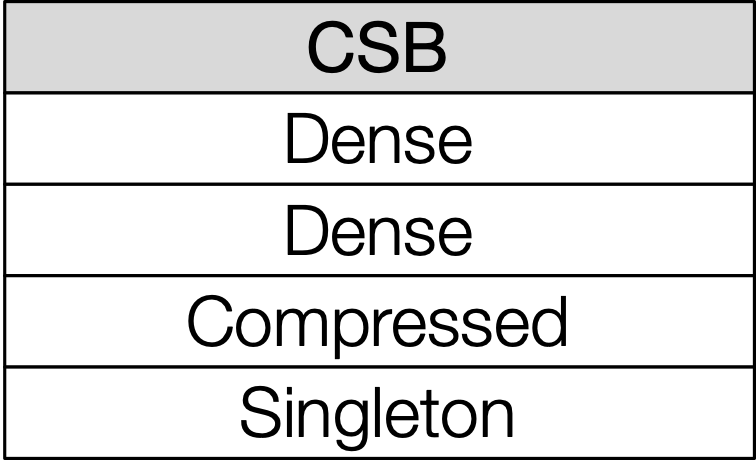 CSB
Dense
Dense
Compressed
Singleton